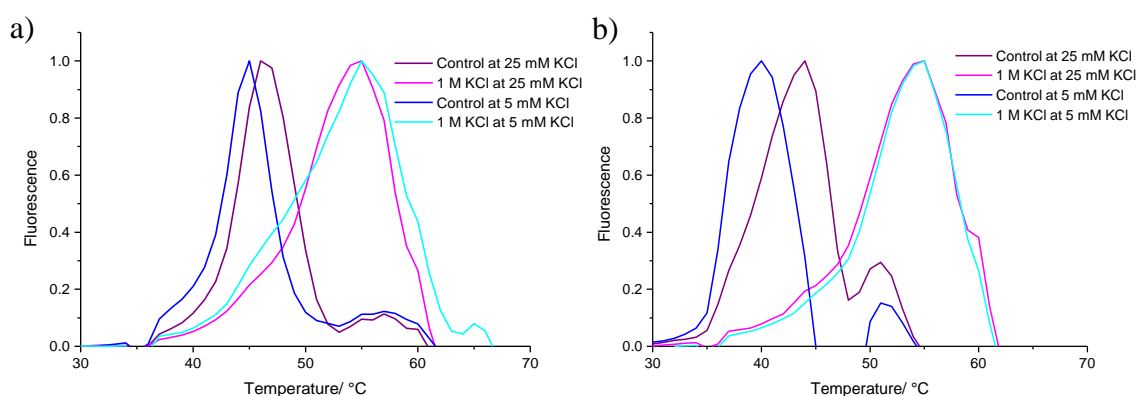 a)
1.0
0.8
0.6
0.4
0.2
0.0
Fluorescence
30 40 50 60 70
Temperature/ °C
Control at 25 mM KCl
1 M KCl at 25 mM KCl
Control at 5 mM KCl
1 M KCl at 5 mM KCl
b)
1.0
0.8
0.6
0.4
0.2
0.0
Fluorescence
30 40 50 60 70
Temperature/ °C
Control at 25 mM KCl
1 M KCl at 25 mM KCl
Control at 5 mM KCl
1 M KCl at 5 mM KCl